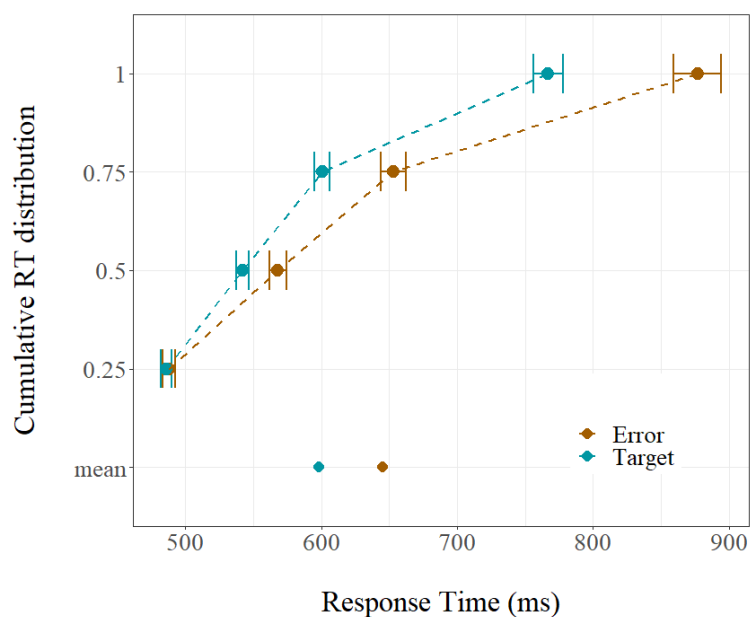 Cumulative RT distribution
1
0.75
0.5
0.25
mean
Error
Target
500 600 700 800 900
Response Time (ms)